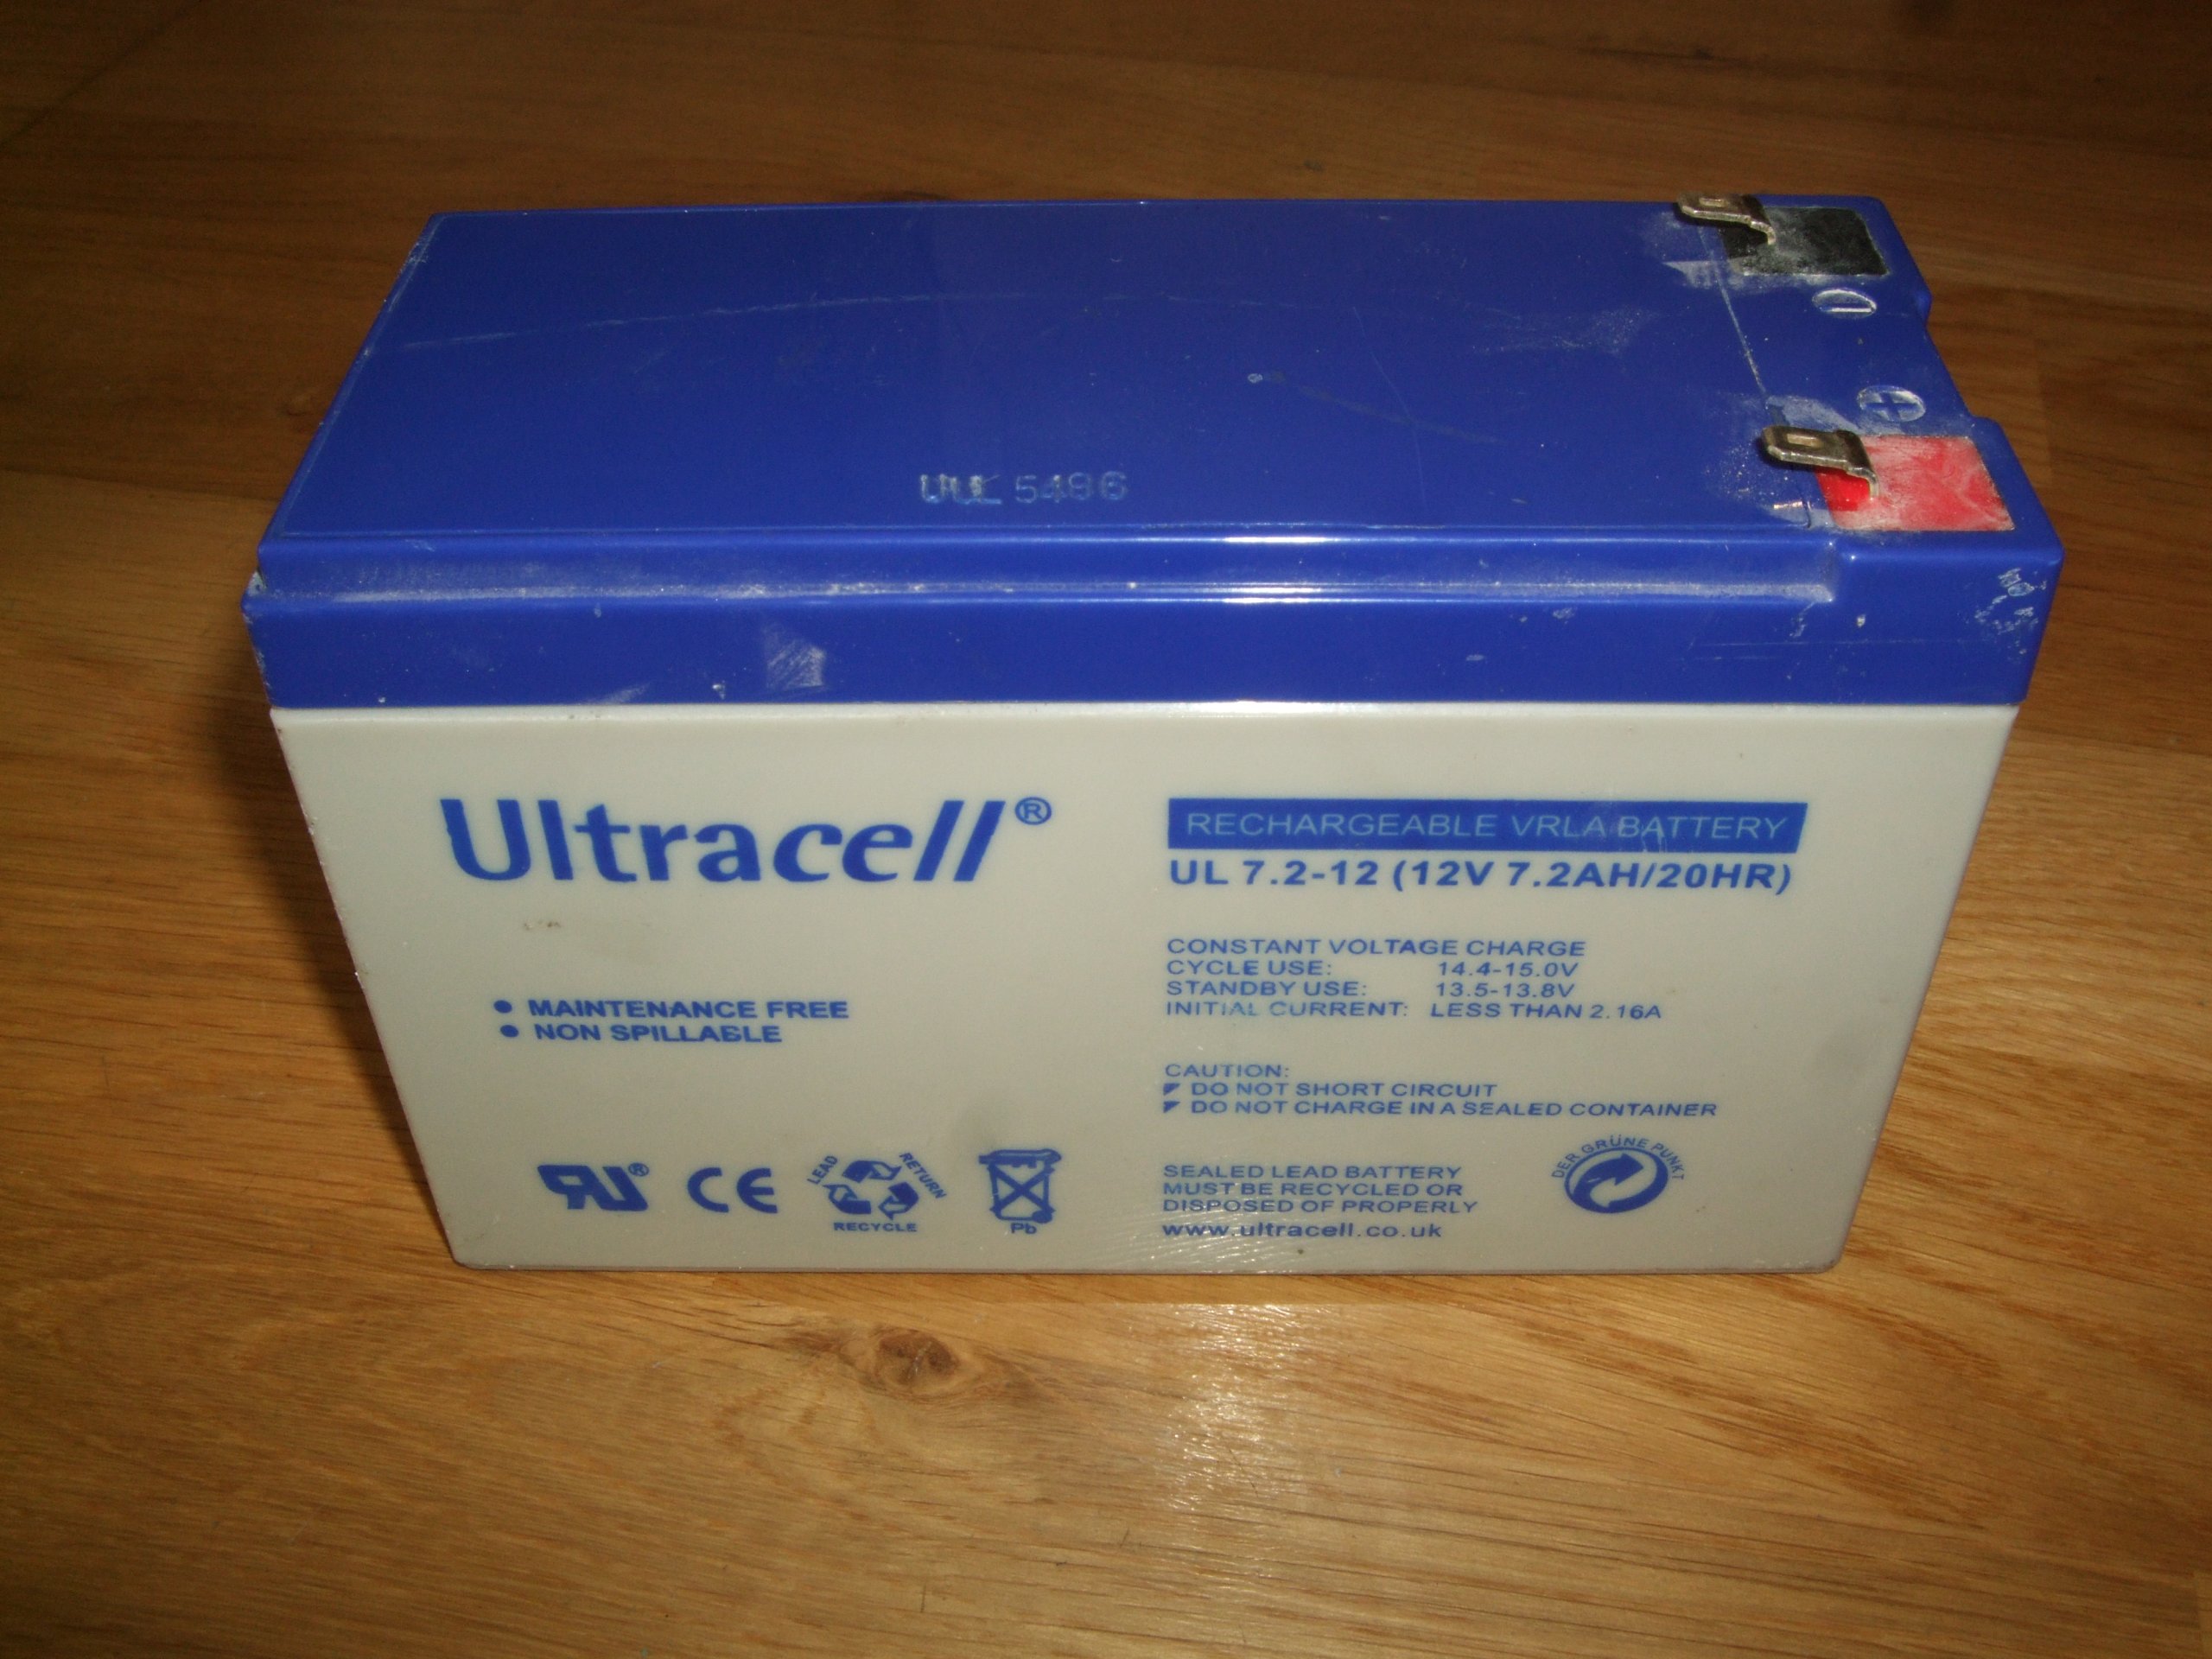 UUL 5486
Ultracell®
RECHARGEABLE VRLA BATTERY
UL 7.2-12 (12V 7.2AH/20HR)
CONSTANT VOLTAGE CHARGE
CYCLE USE: 14.4-15.0V
STANDBY USE: 13.5-13.8V
INITIAL CURRENT: LESS THAN 2.16A
• MAINTENANCE FREE
• NON SPILLABLE
CAUTION:
DO NOT SHORT CIRCUIT
DO NOT CHARGE IN A SEALED CONTAINER
RU®
CE
LEAD
RETURN
RECYCLE
Pb
SEALED LEAD BATTERY
MUST BE RECYCLED OR
DISPOSED OF PROPERLY
www.ultracell.co.uk
DER GRÜNE PUNKT